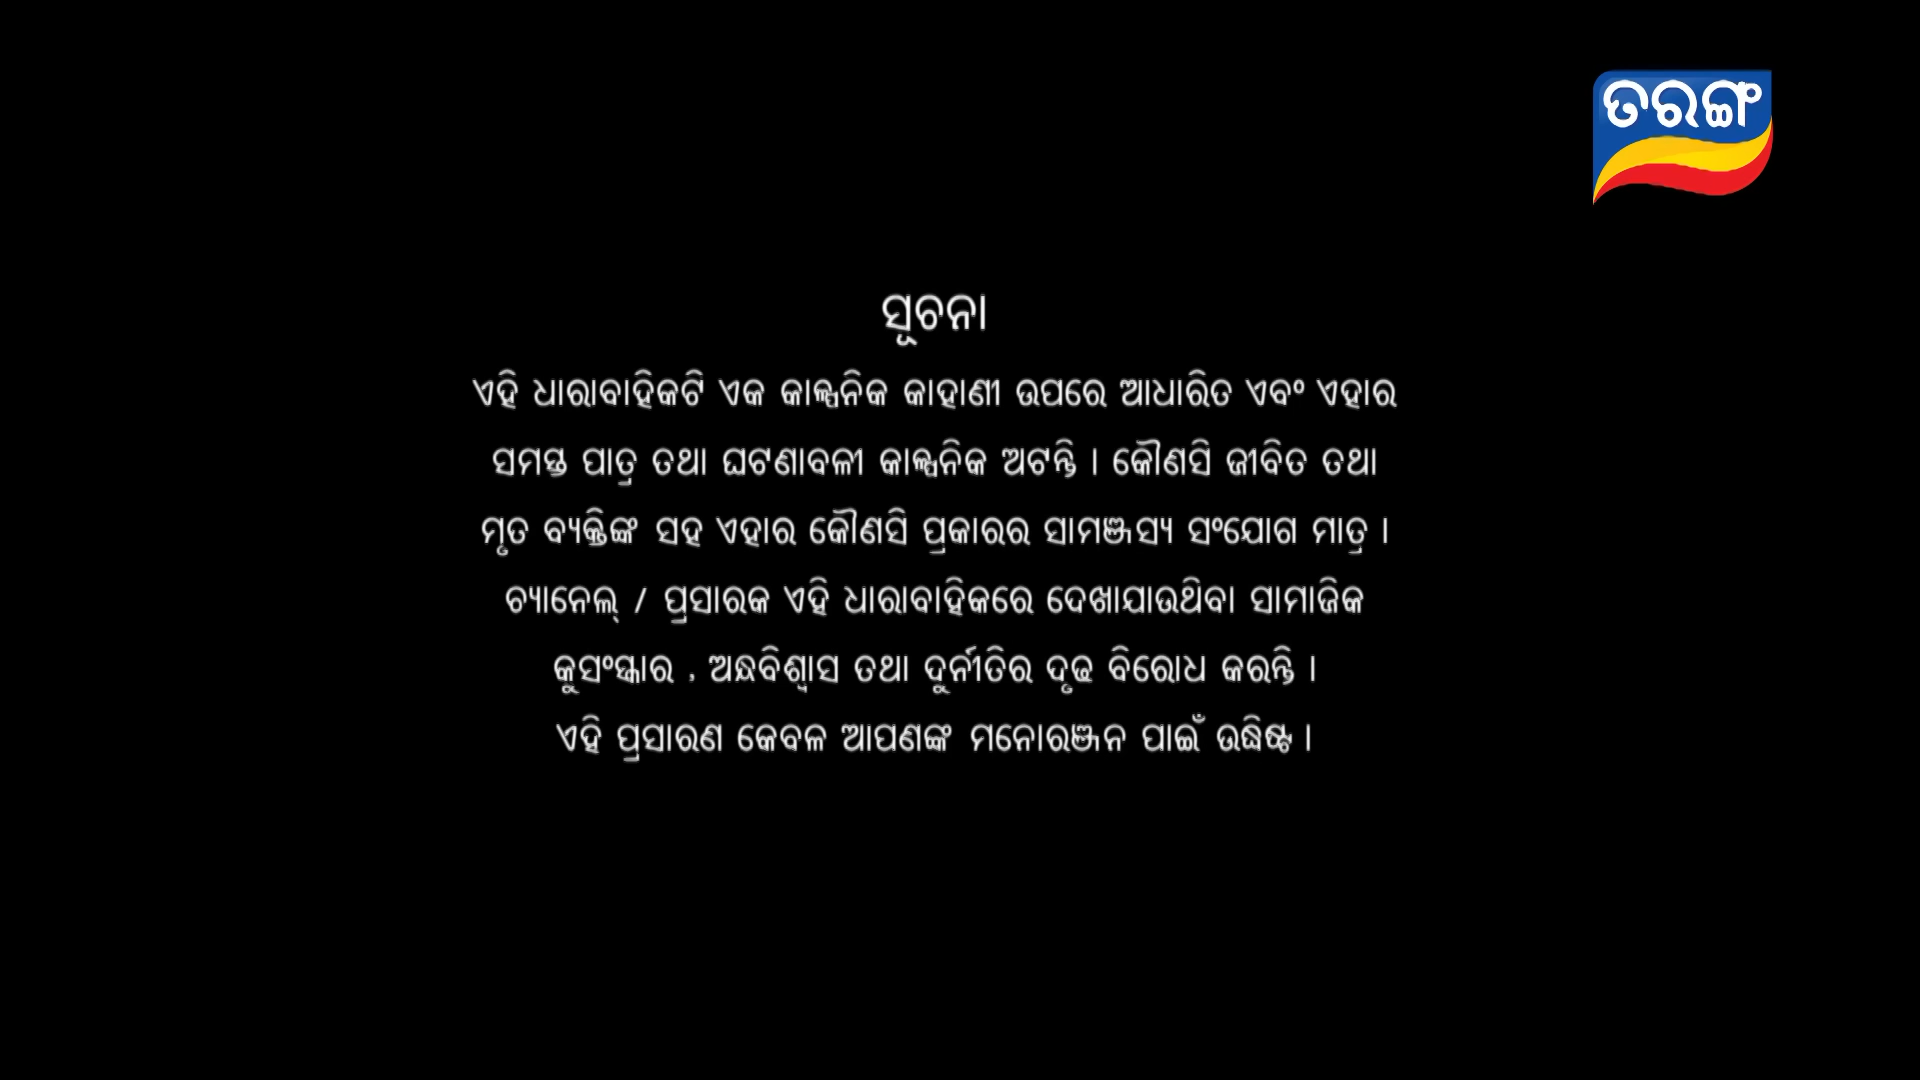 ତରଙ୍ଗ
ସୂଚନା
ଏହି ଧାରାବାହିକଟି ଏକ କାଳ୍ପନିକ କାହାଣୀ ଉପରେ ଆଧାରିତ ଏବଂ ଏହାର
ସମସ୍ତ ପାତ୍ର ତଥା ଘଟଣାବଳୀ କାଳ୍ପନିକ ଅଟନ୍ତି । କୌଣସି ଜୀବିତ ତଥା
ମୃତ ବ୍ୟକ୍ତିଙ୍କ ସହ ଏହାର କୌଣସି ପ୍ରକାରର ସାମଞ୍ଜସ୍ୟ ସଂଯୋଗ ମାତ୍ର ।
ଚ୍ୟାନେଲ୍ / ପ୍ରସାରକ ଏହି ଧାରାବାହିକରେ ଦେଖାଯାଉଥିବା ସାମାଜିକ
କୁସଂସ୍କାର , ଅନ୍ଧବିଶ୍ୱାସ ତଥା ଦୁର୍ନୀତିର ଦୃଢ ବିରୋଧ କରନ୍ତି ।
ଏହି ପ୍ରସାରଣ କେବଳ ଆପଣଙ୍କ ମନୋରଞ୍ଜନ ପାଇଁ ଉଦ୍ଧିଷ୍ଟ ।